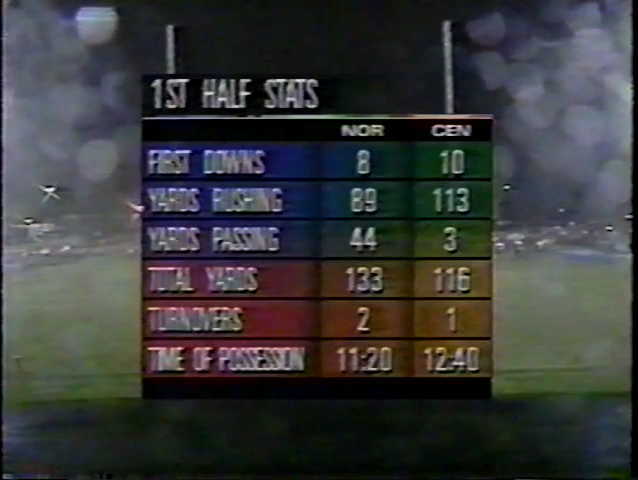 1ST HALF STATS
NOR CEN
FIRST DOWNS 8 10
YARDS RUSHING 89 113
YARDS PASSING 44 3
TOTAL YARDS 133 116
TURNOVERS 2 1
TIME OF POSSESSION 11:20 12:40